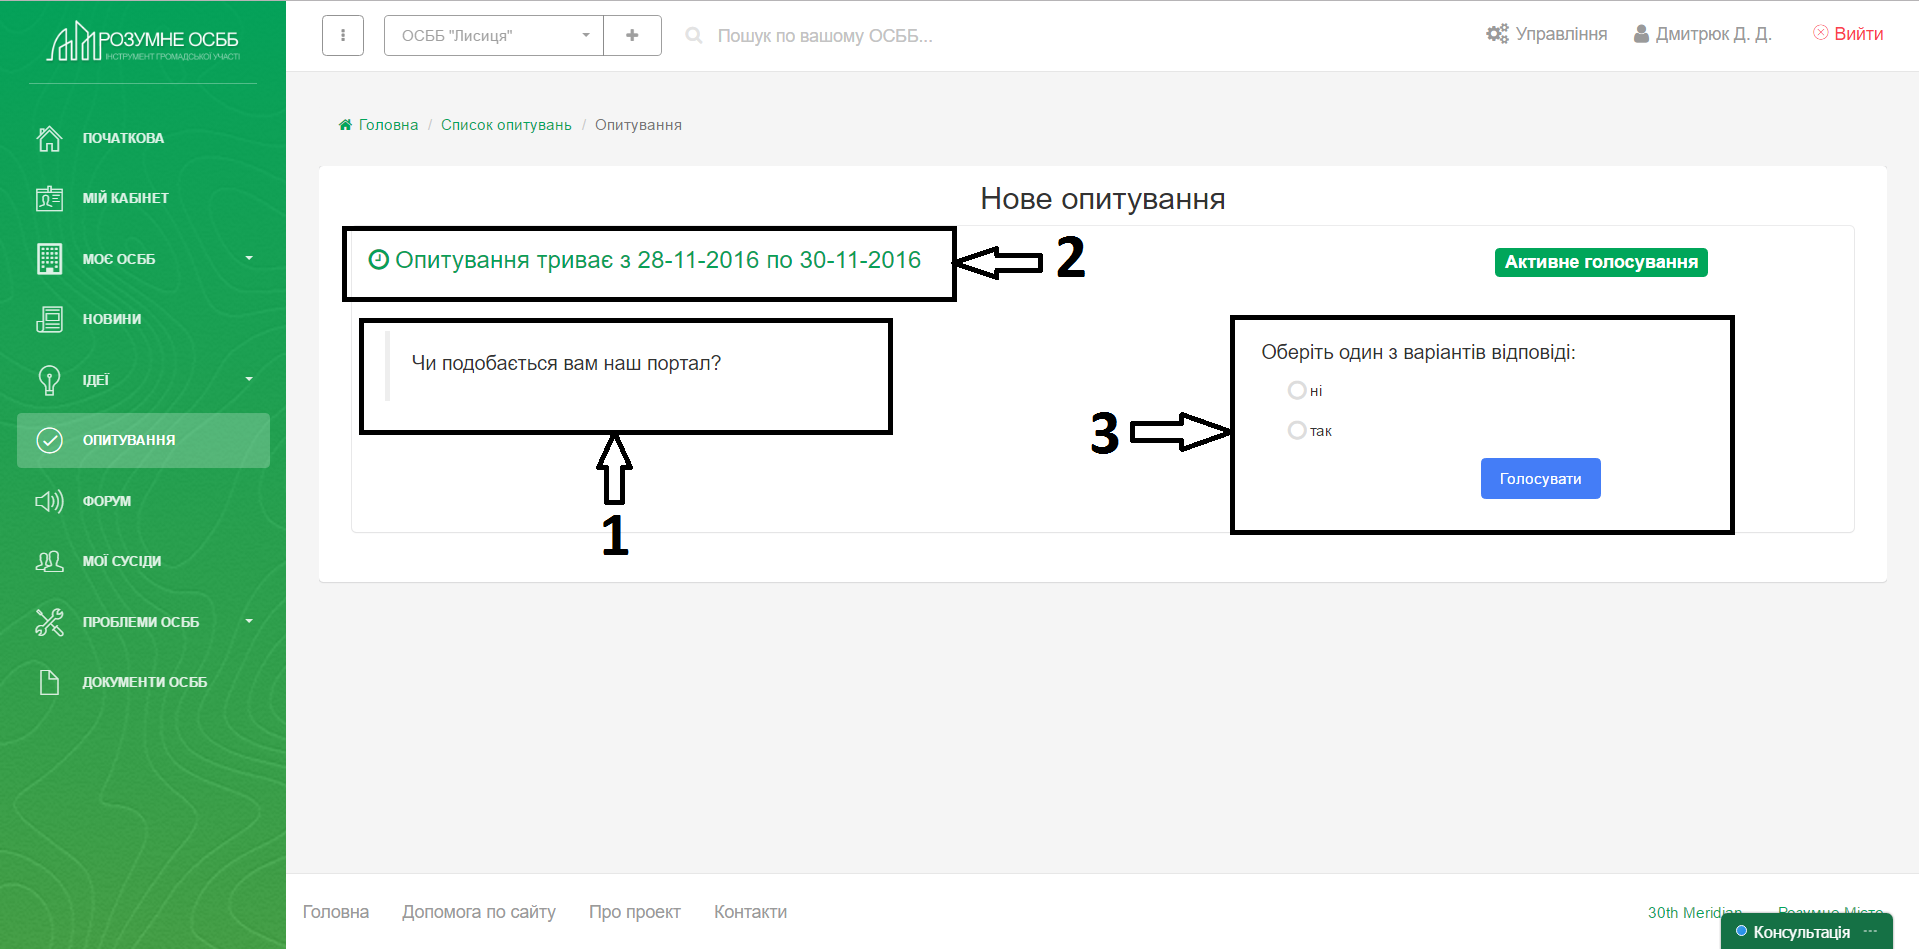 РОЗУМНЕ ОСББ
ІНСТРУМЕНТ ГРОМАДСЬКОЇ УЧАСТІ
ПОЧАТКОВА
МІЙ КАБІНЕТ
МОЄ ОСББ
НОВИНИ
ІДЕЇ
ОПИТУВАННЯ
ФОРУМ
МОЇ СУСІДИ
ПРОБЛЕМИ ОСББ
ДОКУМЕНТИ ОСББ
ОСББ "Лисиця"
Пошук по вашому ОСББ...
Управління
Дмитрюк Д. Д.
Вийти
Головна / Список опитувань / Опитування
Нове опитування
Опитування триває з 28-11-2016 по 30-11-2016
2
Активне голосування
Чи подобається вам наш портал?
1
3
Оберіть один з варіантів відповіді:
ні
так
Голосувати
Головна
Допомога по сайту
Про проект
Контакти
30th Meridian
Розумне Місто
Консультація